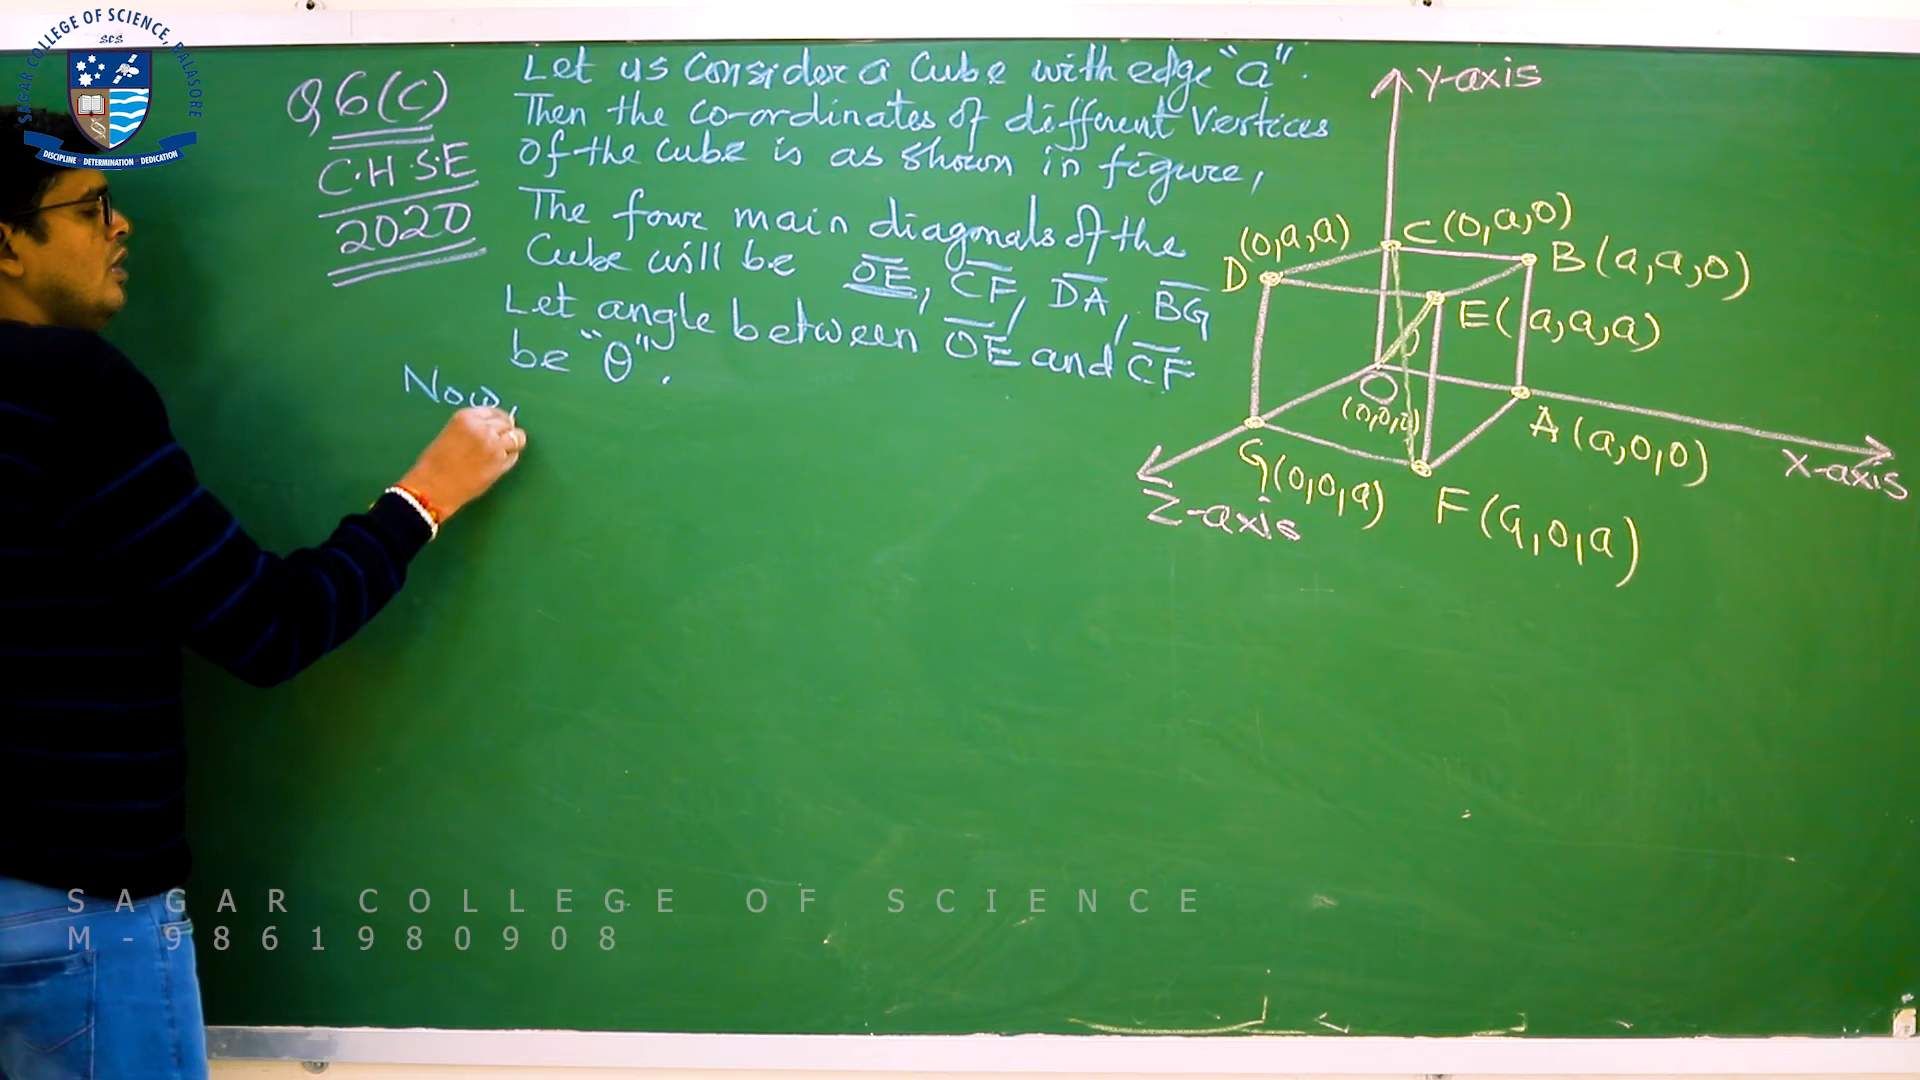 SAGAR COLLEGE OF SCIENCE, BALASORE
SCS
DISCIPLINE • DETERMINATION • DEDICATION
Q6(C)
C.H.S.E
2020
Let us Consider a Cube with edge "a".
Then the co-ordinates of different Vertices
of the cube is as shown in figure,
The four main diagonals of the
Cube will be OE, CF, DA, BG
Let angle between OE and CF
be "θ".
Now,
Y-axis
(0,a,a)
C(0,a,0)
D
B(a,a,0)
E(a,a,a)
O
(0,0,0)
A(a,0,0)
X-axis
G(0,0,a)
F(a,0,a)
Z-axis
SAGAR COLLEGE OF SCIENCE
M-9861980908